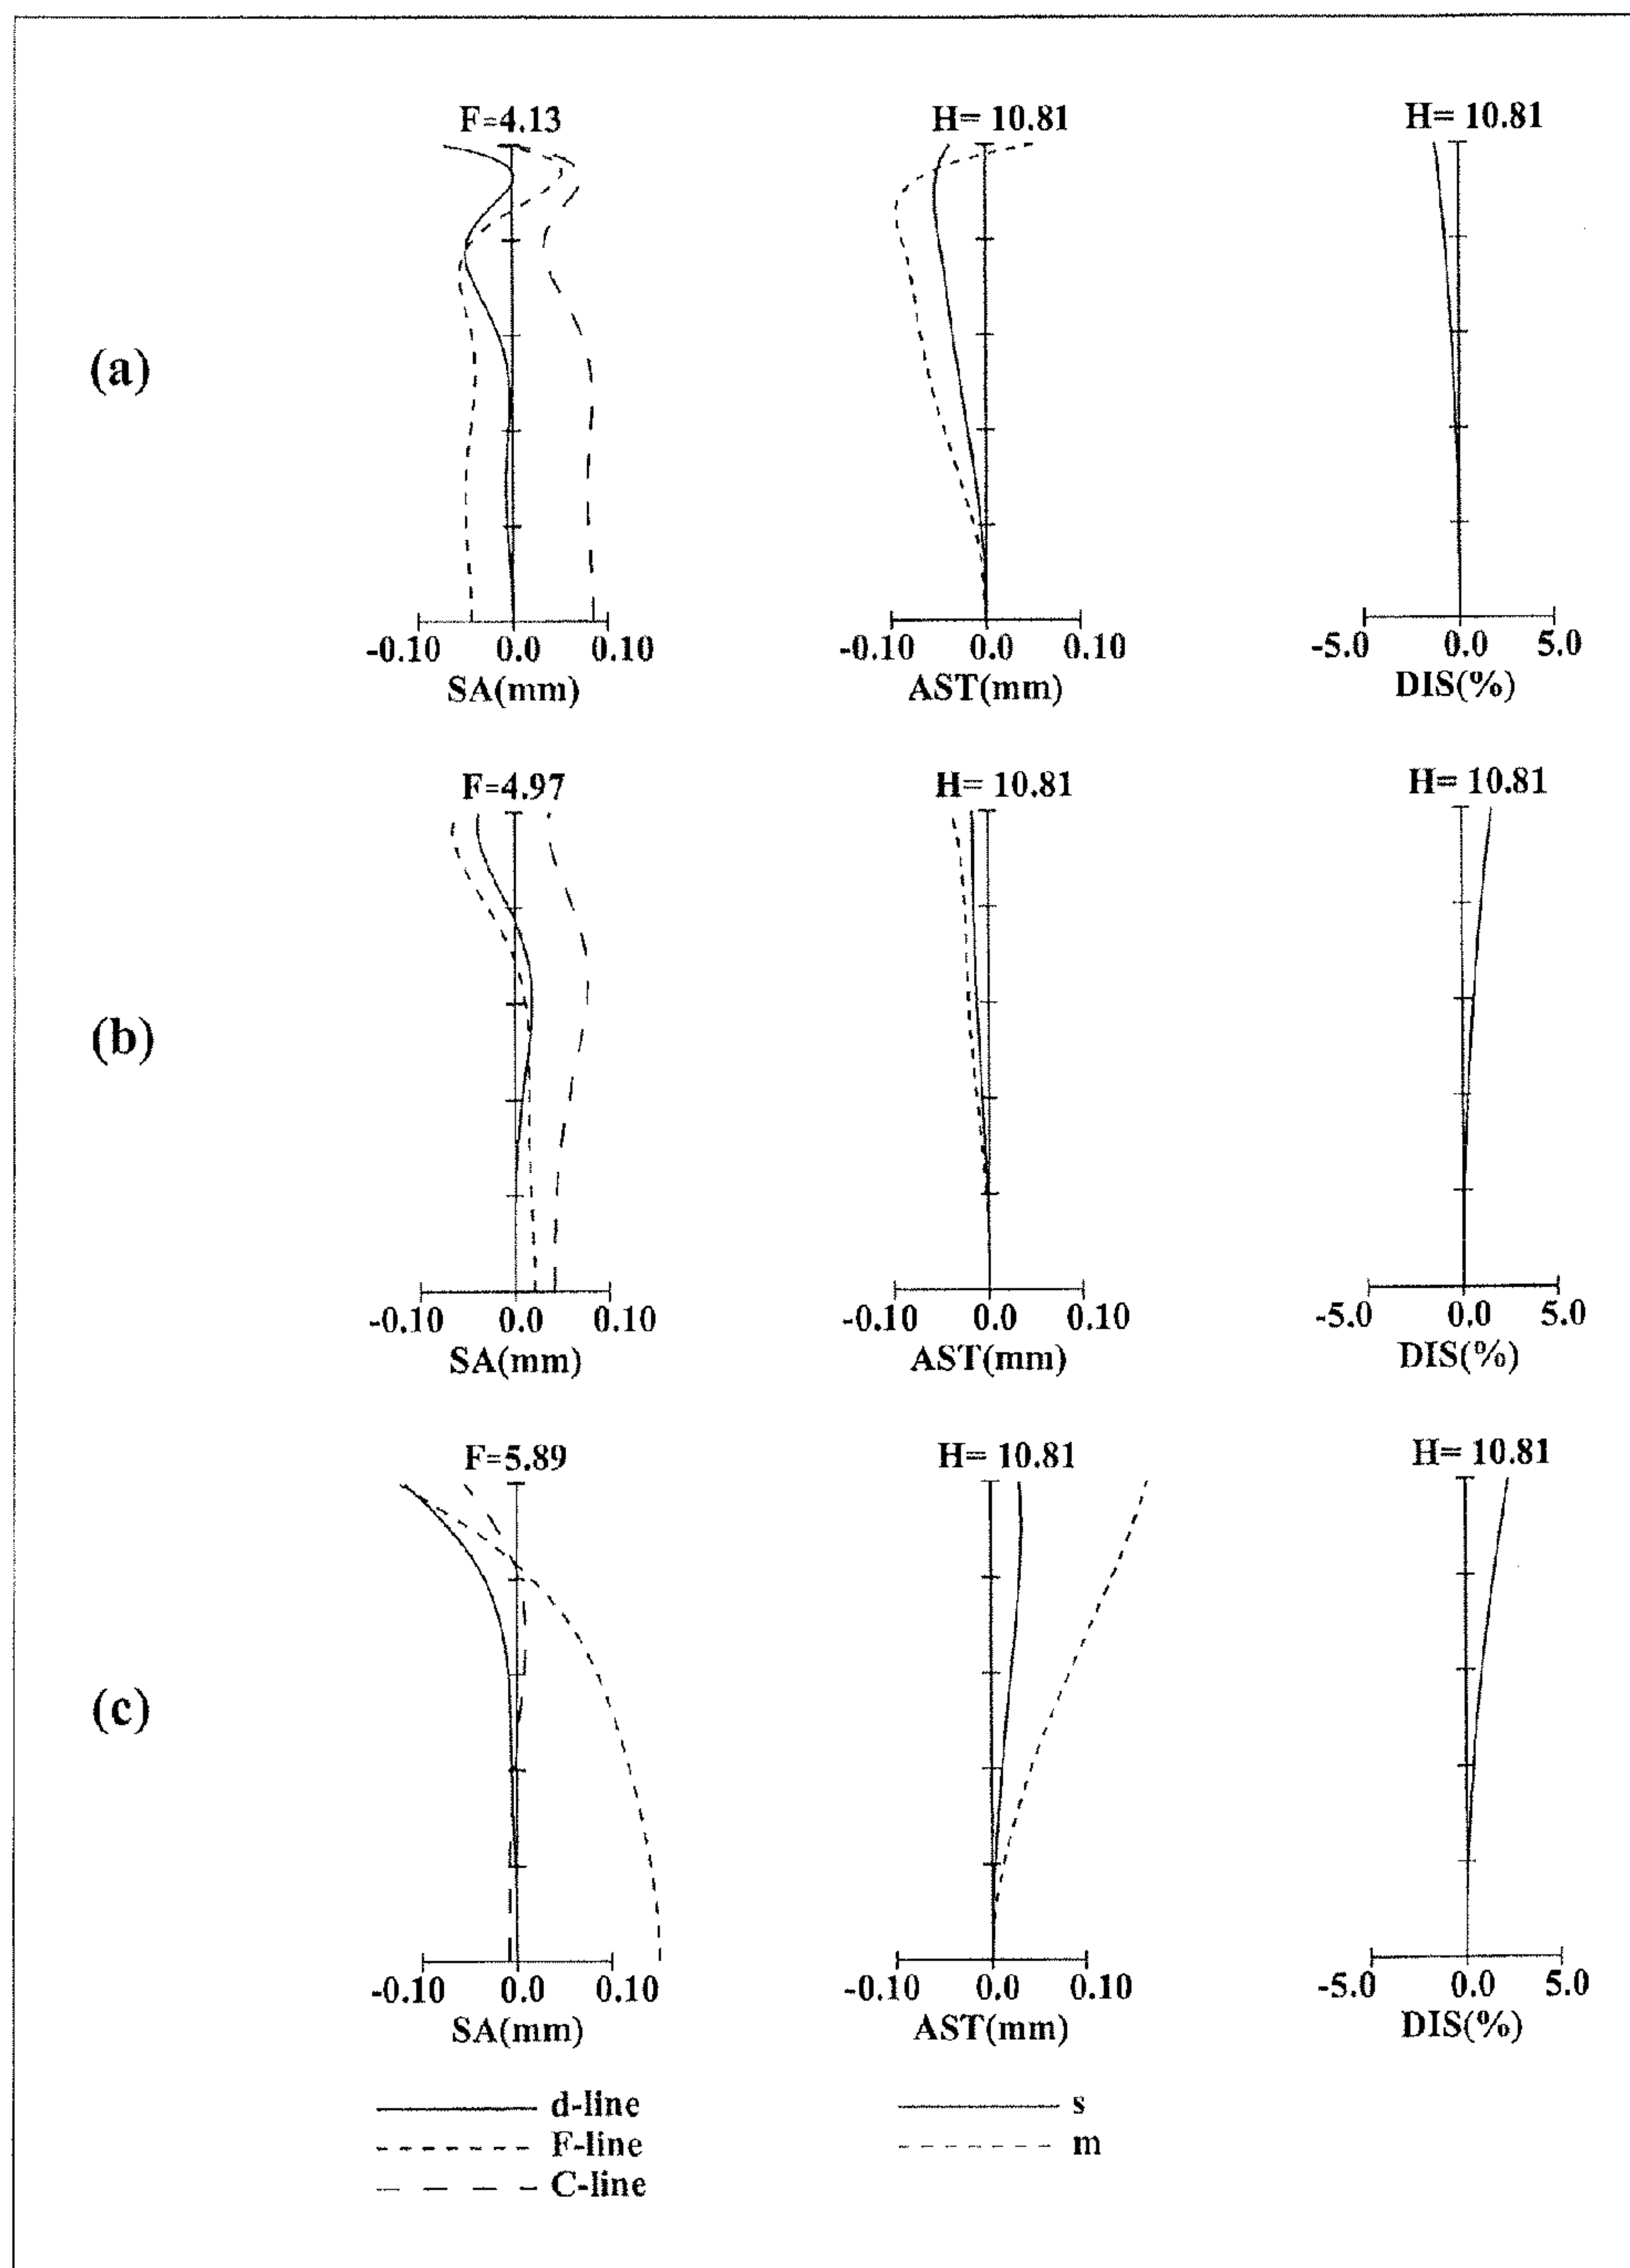 F=4.13 H= 10.81 H= 10.81
(a)
-0.10 0.0 0.10 -0.10 0.0 0.10 -5.0 0.0 5.0
SA(mm) AST(mm) DIS(%)
F=4.97 H= 10.81 H= 10.81
(b)
-0.10 0.0 0.10 -0.10 0.0 0.10 -5.0 0.0 5.0
SA(mm) AST(mm) DIS(%)
F=5.89 H= 10.81 H= 10.81
(c)
-0.10 0.0 0.10 -0.10 0.0 0.10 -5.0 0.0 5.0
SA(mm) AST(mm) DIS(%)
d-line s
F-line m
C-line